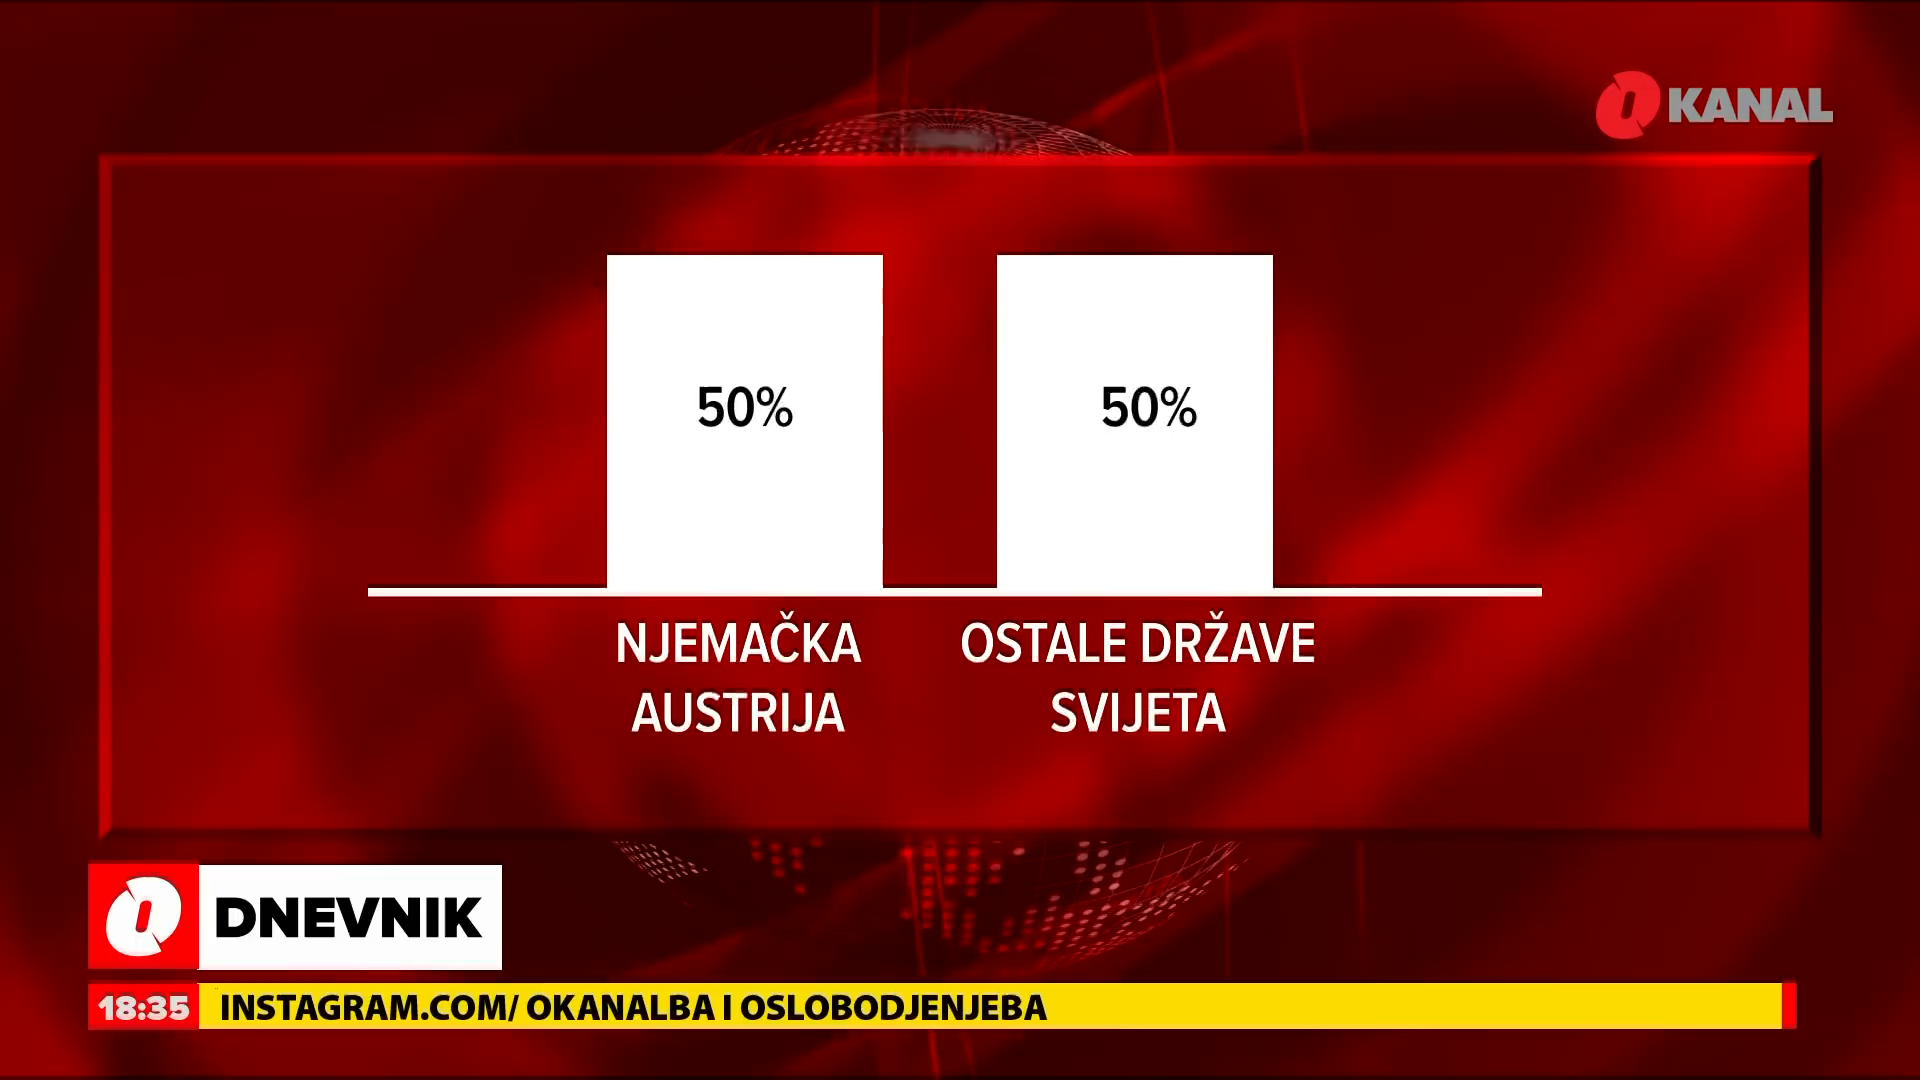 KANAL
50%
50%
NJEMAČKA
AUSTRIJA
OSTALE DRŽAVE
SVIJETA
DNEVNIK
18:35
INSTAGRAM.COM/ OKANALBA I OSLOBODJENJEBA